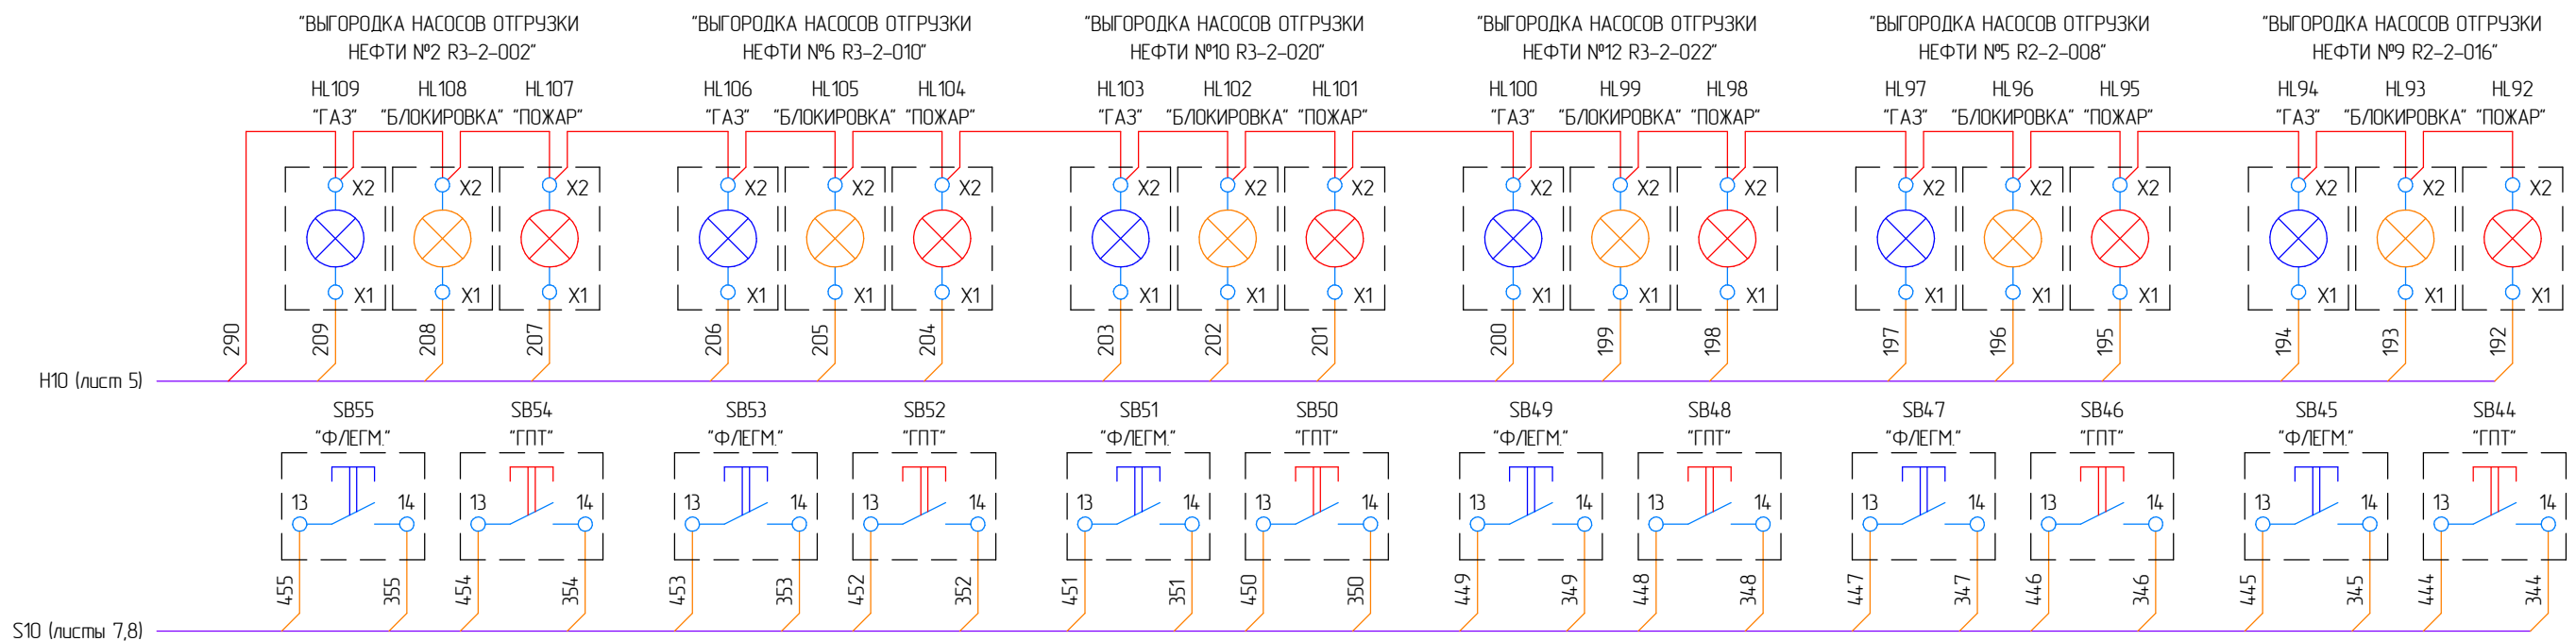 "ВЫГОРОДКА НАСОСОВ ОТГРУЗКИ "ВЫГОРОДКА НАСОСОВ ОТГРУЗКИ "ВЫГОРОДКА НАСОСОВ ОТГРУЗКИ "ВЫГОРОДКА НАСОСОВ ОТГРУЗКИ "ВЫГОРОДКА НАСОСОВ ОТГРУЗКИ "ВЫГОРОДКА НАСОСОВ ОТГРУЗКИ
НЕФТИ №2 R3-2-002" НЕФТИ №6 R3-2-010" НЕФТИ №10 R3-2-020" НЕФТИ №12 R3-2-022" НЕФТИ №5 R2-2-008" НЕФТИ №9 R2-2-016"
HL109 HL108 HL107 HL106 HL105 HL104 HL103 HL102 HL101 HL100 HL99 HL98 HL97 HL96 HL95 HL94 HL93 HL92
"ГАЗ" "БЛОКИРОВКА" "ПОЖАР" "ГАЗ" "БЛОКИРОВКА" "ПОЖАР" "ГАЗ" "БЛОКИРОВКА" "ПОЖАР" "ГАЗ" "БЛОКИРОВКА" "ПОЖАР" "ГАЗ" "БЛОКИРОВКА" "ПОЖАР" "ГАЗ" "БЛОКИРОВКА" "ПОЖАР"
X2 X2 X2 X2 X2 X2 X2 X2 X2 X2 X2 X2 X2 X2 X2 X2 X2 X2
X1 X1 X1 X1 X1 X1 X1 X1 X1 X1 X1 X1 X1 X1 X1 X1 X1 X1
290 209 208 207 206 205 204 203 202 201 200 199 198 197 196 195 194 193 192
H10 (лист 5)
SB55 SB54 SB53 SB52 SB51 SB50 SB49 SB48 SB47 SB46 SB45 SB44
"ФЛЕГМ." "ГПТ" "ФЛЕГМ." "ГПТ" "ФЛЕГМ." "ГПТ" "ФЛЕГМ." "ГПТ" "ФЛЕГМ." "ГПТ" "ФЛЕГМ." "ГПТ"
13 14 13 14 13 14 13 14 13 14 13 14 13 14 13 14 13 14 13 14 13 14 13 14
455 355 454 354 453 353 452 352 451 351 450 350 449 349 448 348 447 347 446 346 445 345 444 344
S10 (листы 7,8)